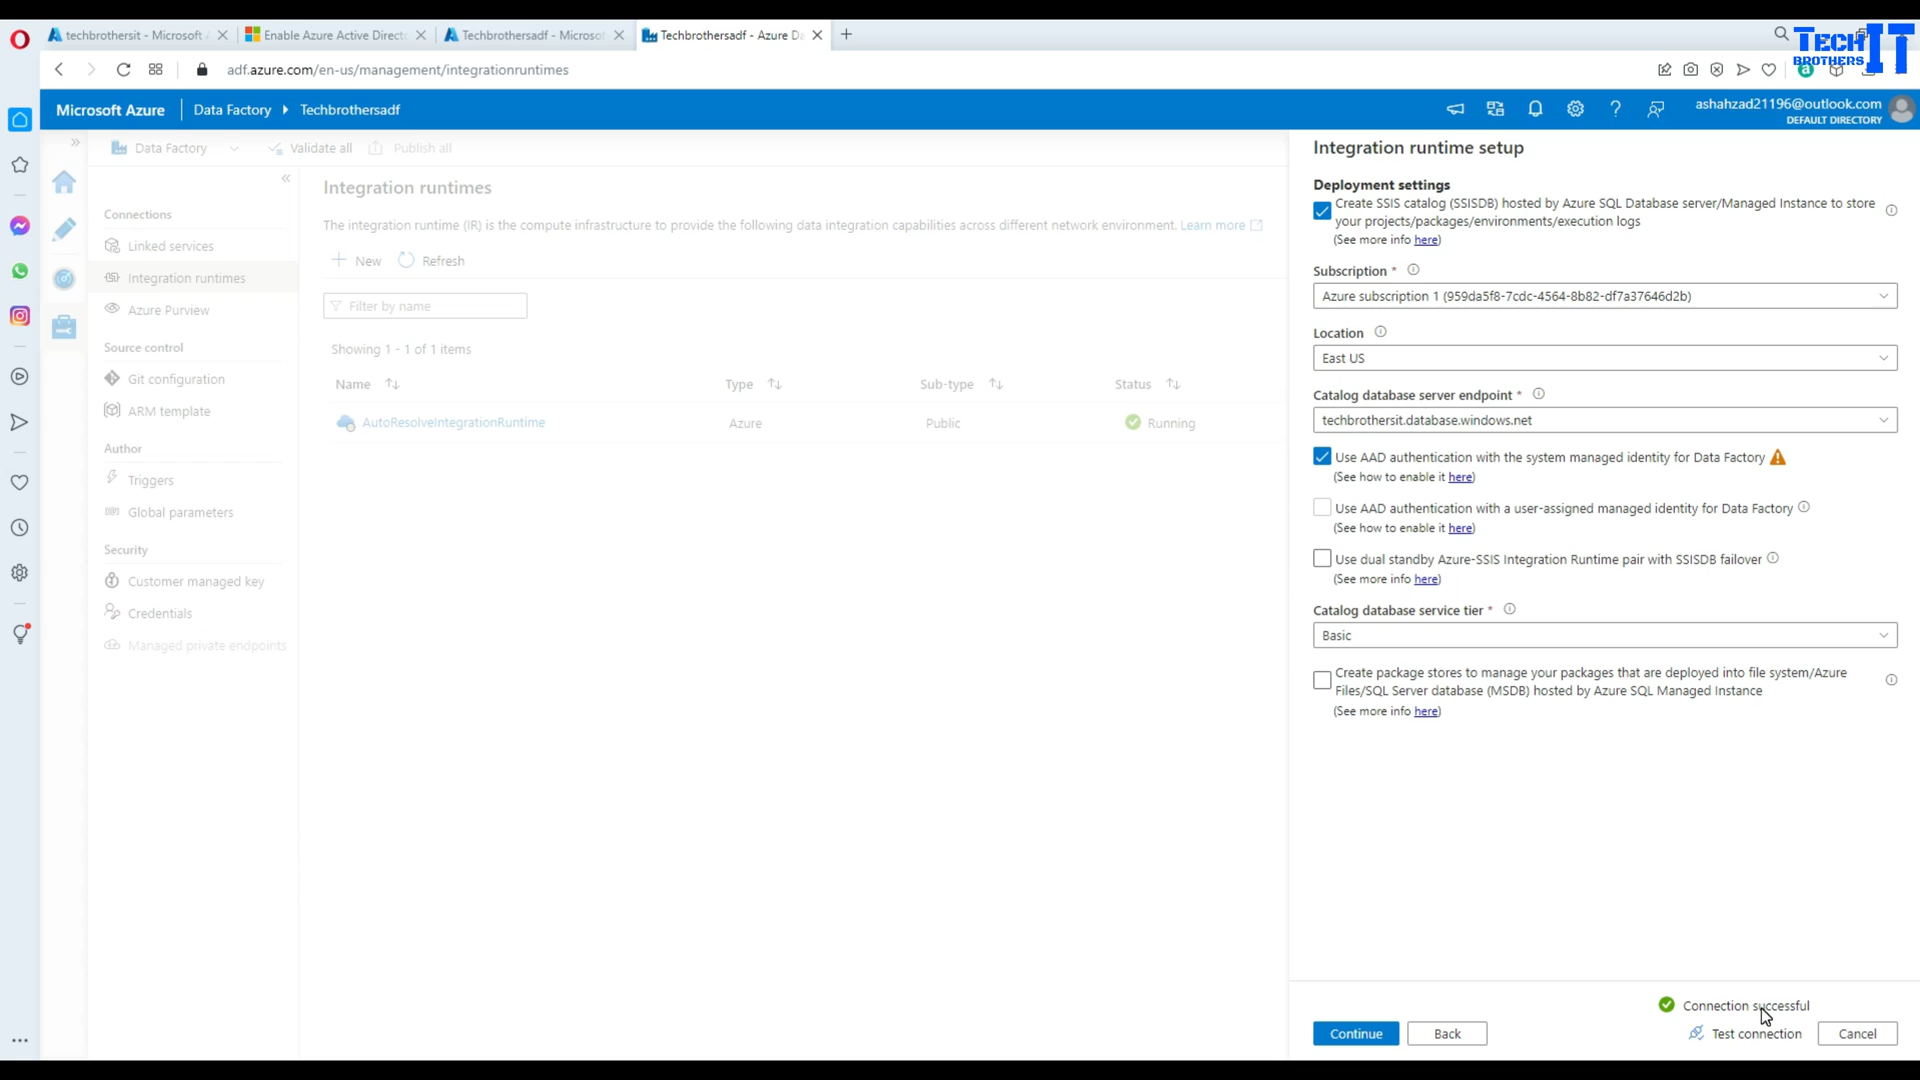 techbrothersit - Microsoft A
Enable Azure Active Directo
Techbrothersadf - Microsof
Techbrothersadf - Azure Da
TECH IT
BROTHERS
adf.azure.com/en-us/management/integrationruntimes
Microsoft Azure
Data Factory
Techbrothersadf
ashahzad21196@outlook.com
DEFAULT DIRECTORY
Data Factory
Validate all
Publish all
Connections
Linked services
Integration runtimes
Azure Purview
Source control
Git configuration
ARM template
Author
Triggers
Global parameters
Security
Customer managed key
Credentials
Managed private endpoints
Integration runtimes
The integration runtime (IR) is the compute infrastructure to provide the following data integration capabilities across different network environment. Learn more
New
Refresh
Filter by name
Showing 1 - 1 of 1 items
Name Type Sub-type Status
AutoResolveIntegrationRuntime Azure Public Running
Integration runtime setup
Deployment settings
Create SSIS catalog (SSISDB) hosted by Azure SQL Database server/Managed Instance to store
your projects/packages/environments/execution logs
(See more info here)
Subscription *
Azure subscription 1 (959da5f8-7cdc-4564-8b82-df7a37646d2b)
Location
East US
Catalog database server endpoint *
techbrothersit.database.windows.net
Use AAD authentication with the system managed identity for Data Factory
(See how to enable it here)
Use AAD authentication with a user-assigned managed identity for Data Factory
(See how to enable it here)
Use dual standby Azure-SSIS Integration Runtime pair with SSISDB failover
(See more info here)
Catalog database service tier *
Basic
Create package stores to manage your packages that are deployed into file system/Azure
Files/SQL Server database (MSDB) hosted by Azure SQL Managed Instance
(See more info here)
Connection successful
Continue
Back
Test connection
Cancel